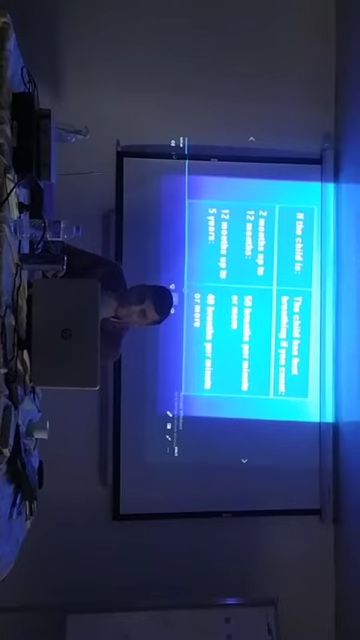 If the child is:
The child has fast
breathing if you count:
2 months up to
12 months:
50 breaths per minute
or more
12 months up to
5 years:
40 breaths per minute
or more
hp